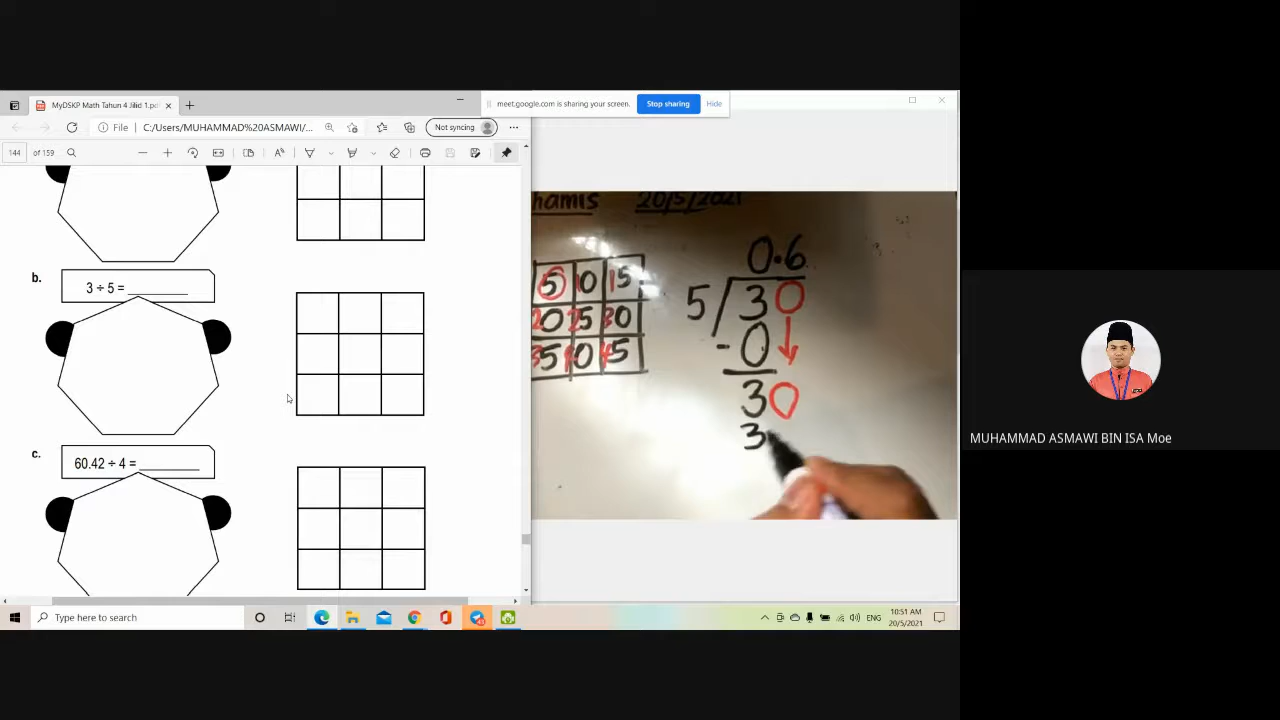 MyDSKP Math Tahun 4 Jilid 1.pdf
meet.google.com is sharing your screen.
Stop sharing
Hide
File
C:/Users/MUHAMMAD%20ASMAWI/...
Not syncing
144 of 159
b.
3 ÷ 5 = ________
c.
60.42 ÷ 4 = ________
hamis 20/5/2021
5 10 15
20 25 30
35 40 45
0.6
5 30
- 0
30
3
MUHAMMAD ASMAWI BIN ISA Moe
Type here to search
ENG
10:51 AM
20/5/2021